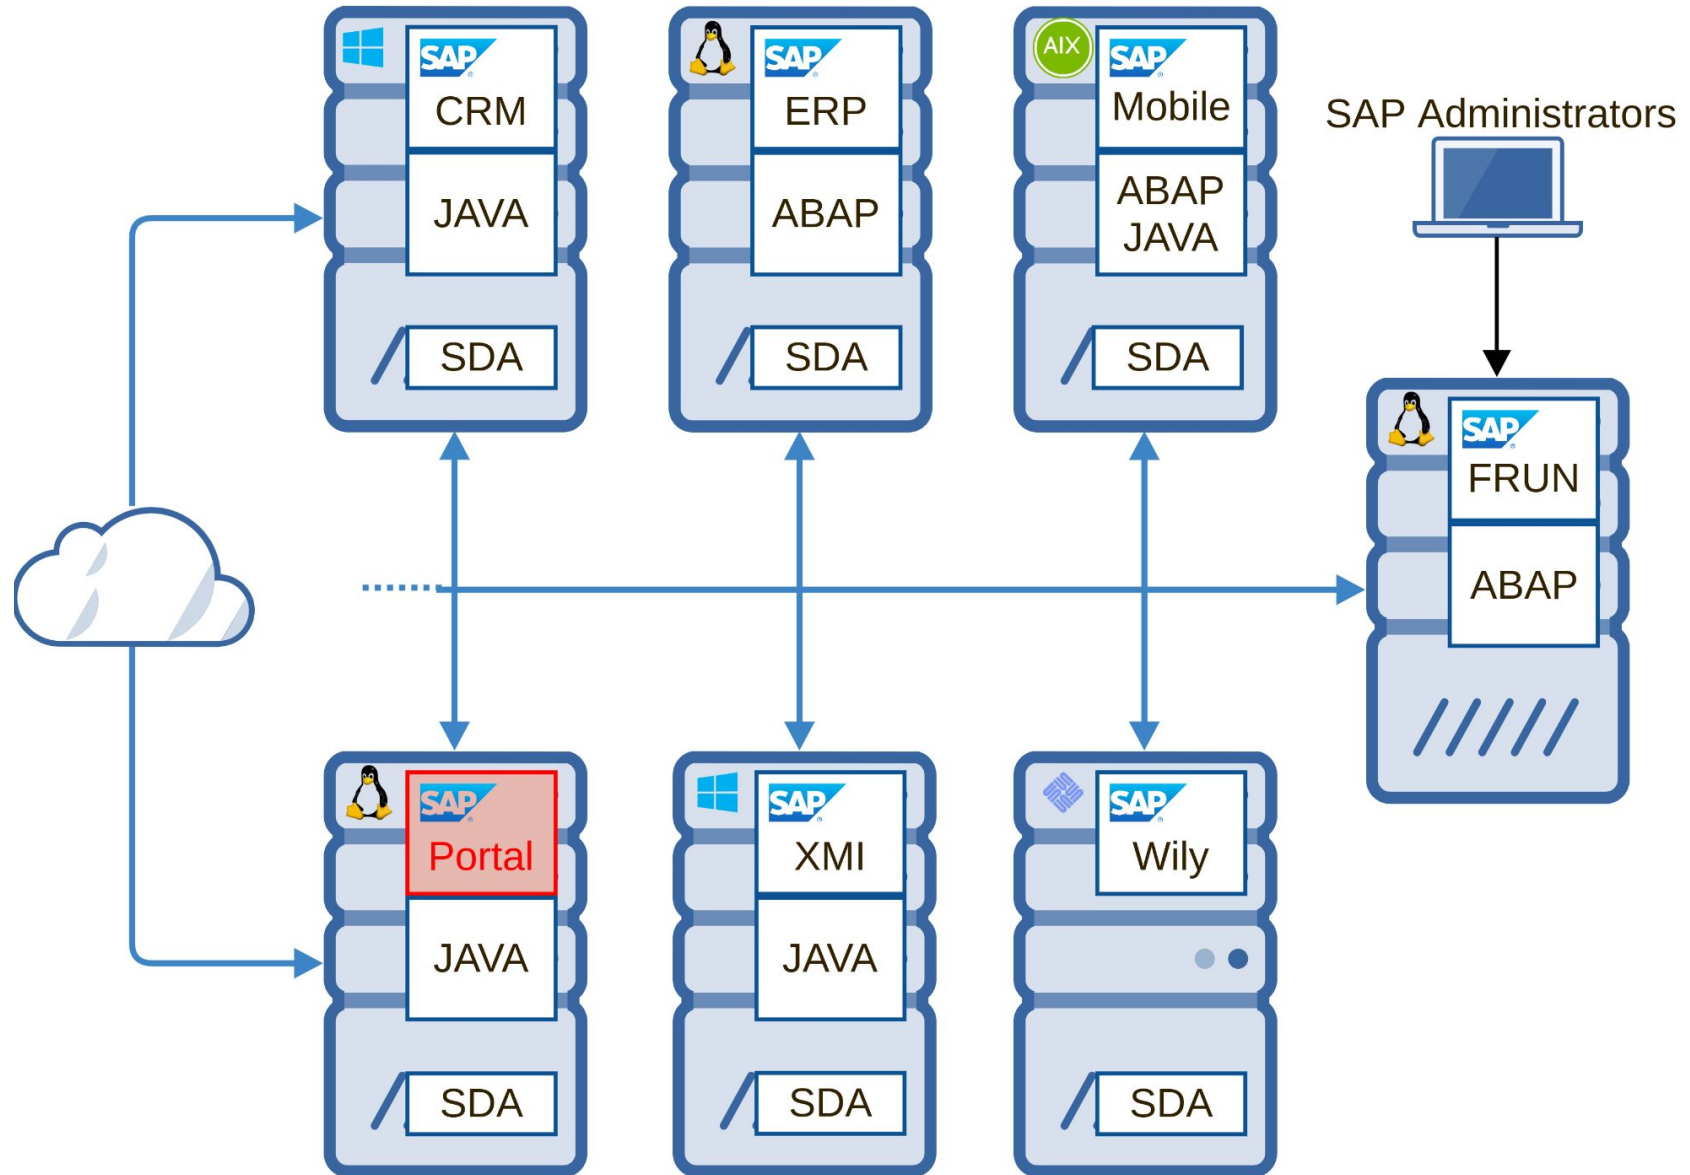 SAP
CRM
JAVA
SDA
SAP
ERP
ABAP
SDA
AIX
SAP
Mobile
ABAP
JAVA
SDA
SAP Administrators
SAP
FRUN
ABAP
SAP
Portal
JAVA
SDA
SAP
XMI
JAVA
SDA
SAP
Wily
SDA